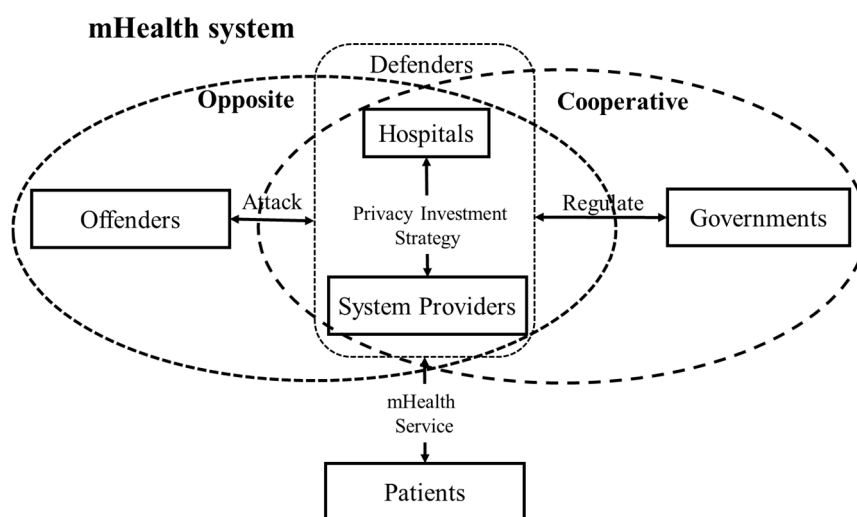 mHealth system
Defenders
Opposite
Cooperative
Hospitals
Attack
Regulate
Offenders
Privacy Investment
Strategy
Governments
System Providers
mHealth
Service
Patients